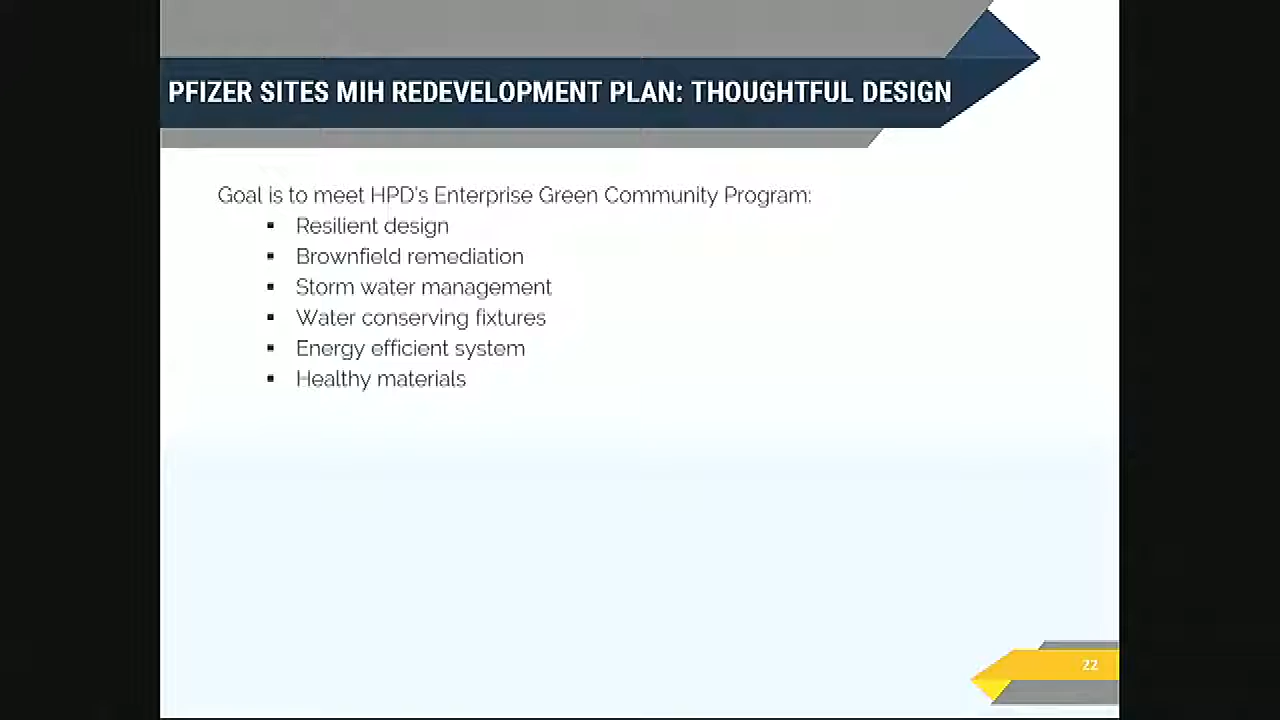 PFIZER SITES MIH REDEVELOPMENT PLAN: THOUGHTFUL DESIGN
Goal is to meet HPD's Enterprise Green Community Program:
▪ Resilient design
▪ Brownfield remediation
▪ Storm water management
▪ Water conserving fixtures
▪ Energy efficient system
▪ Healthy materials
22